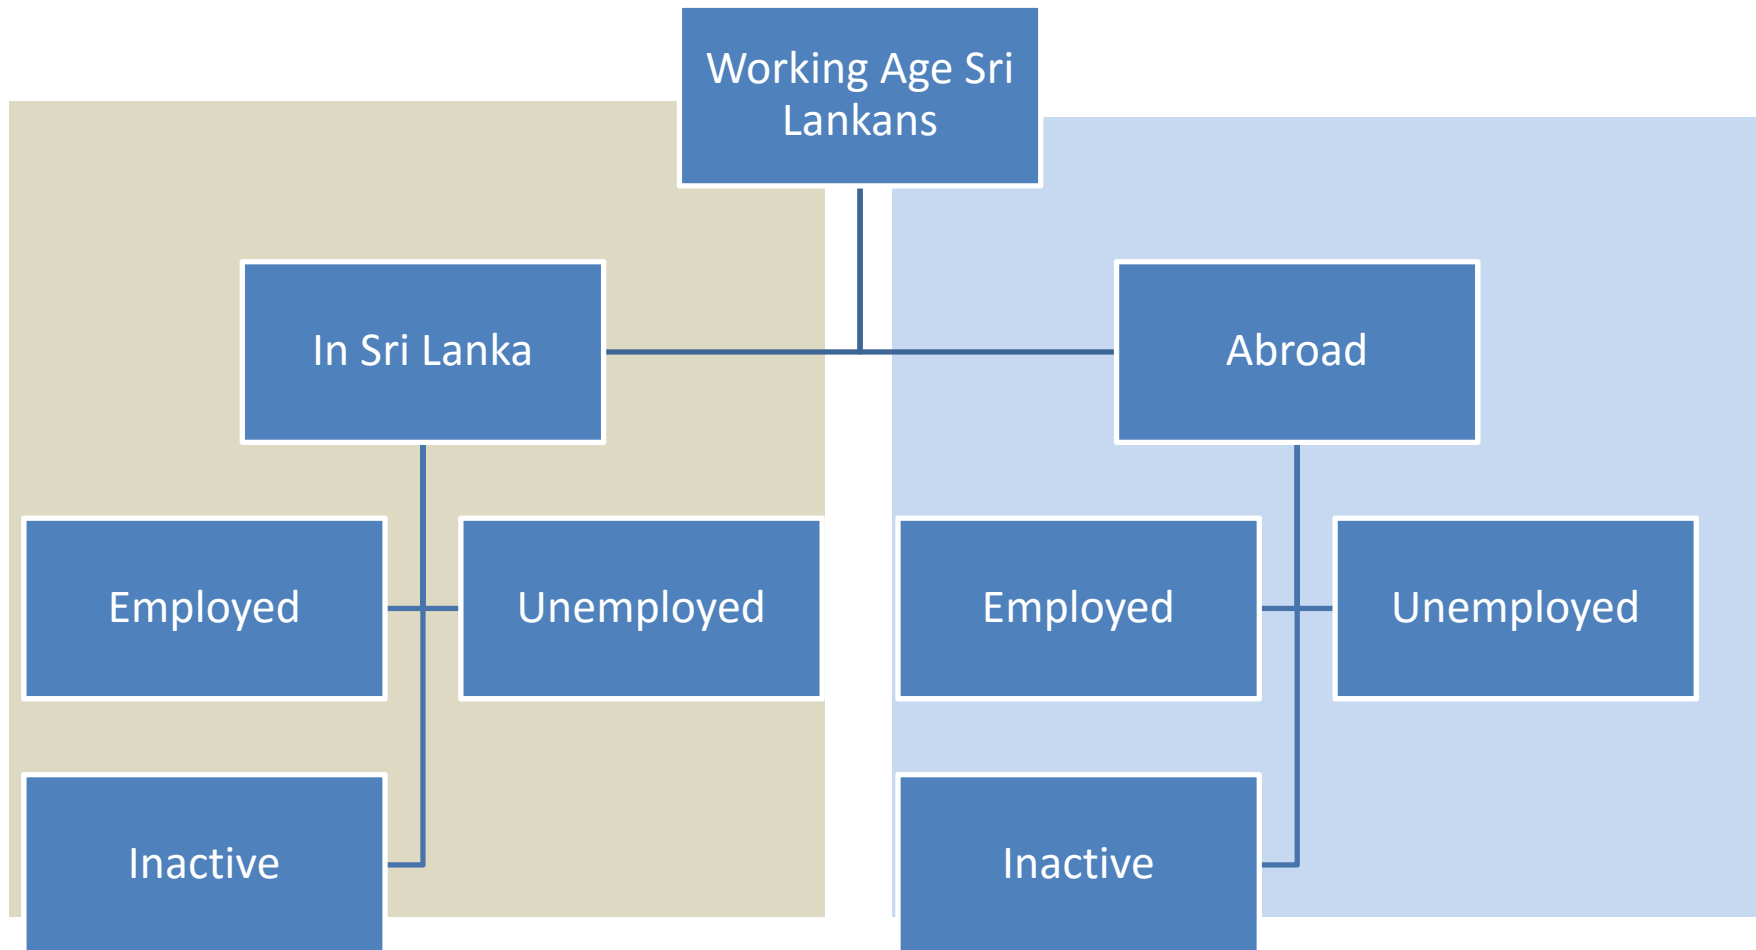 Working Age Sri
Lankans
In Sri Lanka
Abroad
Employed
Unemployed
Employed
Unemployed
Inactive
Inactive